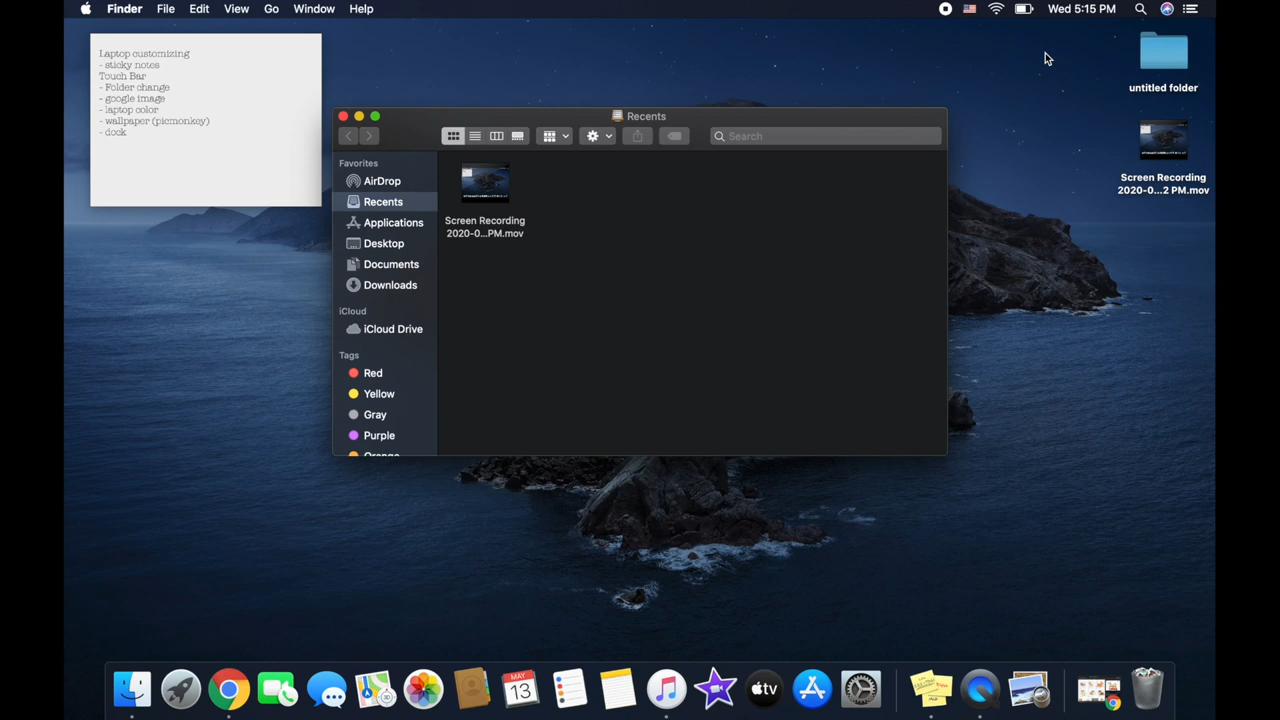 Finder File Edit View Go Window Help
Wed 5:15 PM
Laptop customizing
- sticky notes
Touch Bar
- Folder change
- google image
- laptop color
- wallpaper (picmonkey)
- dock
untitled folder
Screen Recording
2020-0...2 PM.mov
Recents
Search
Favorites
AirDrop
Recents
Applications
Desktop
Documents
Downloads
iCloud
iCloud Drive
Tags
Red
Yellow
Gray
Purple
Orange
Screen Recording
2020-0...PM.mov
MAY
13
tv